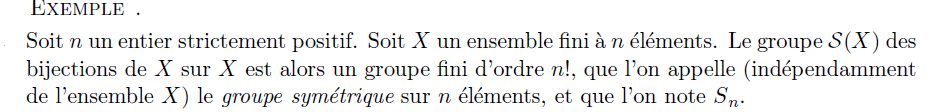 EXEMPLE .
Soit n un entier strictement positif. Soit X un ensemble fini à n éléments. Le groupe S(X) des
bijections de X sur X est alors un groupe fini d'ordre n!, que l'on appelle (indépendamment
de l'ensemble X) le groupe symétrique sur n éléments, et que l'on note Sₙ.